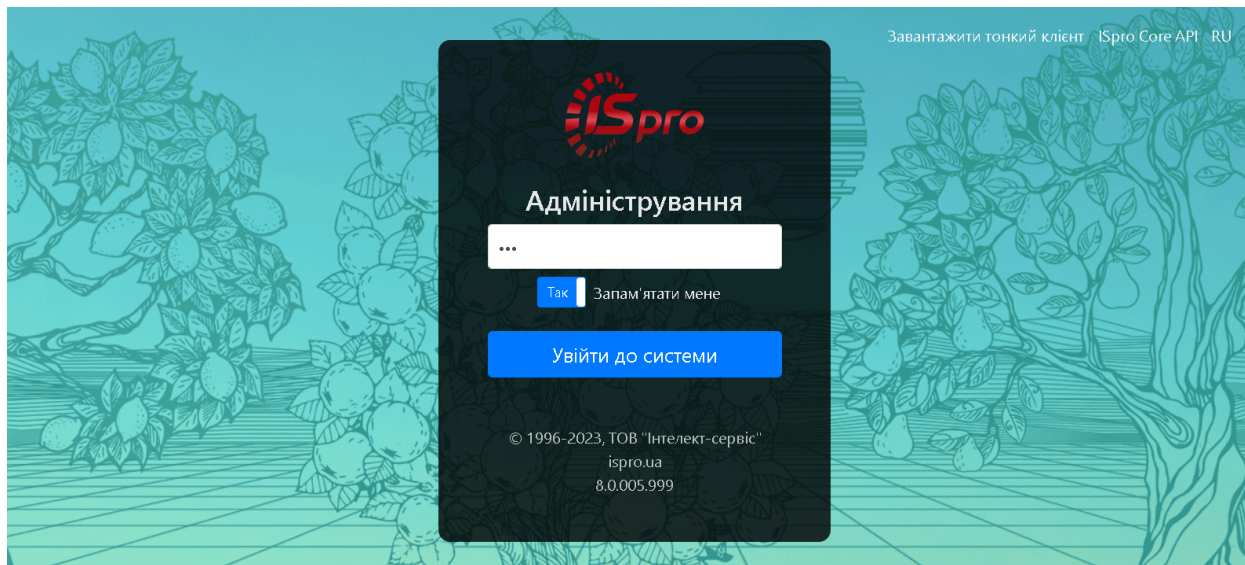 Завантажити тонкий клієнт ISpro Core API RU
ISpro
Адміністрування
•••
Так Запам'ятати мене
Увійти до системи
© 1996-2023, ТОВ "Інтелект-сервіс"
ispro.ua
8.0.005.999